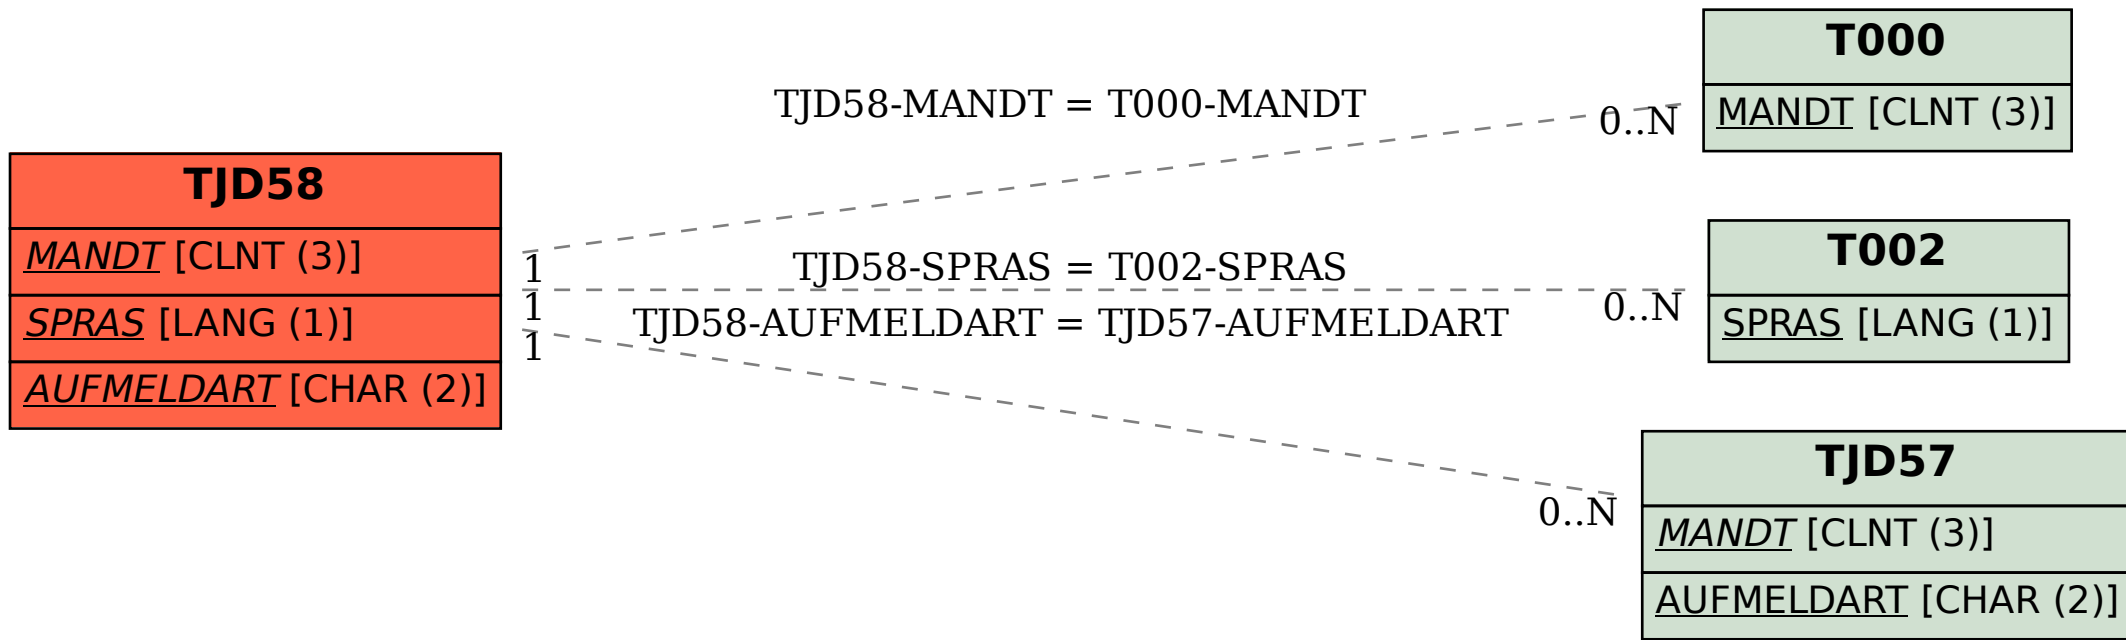 TJD58
MANDT [CLNT (3)]
SPRAS [LANG (1)]
AUFMELDART [CHAR (2)]
TJD58-MANDT = T000-MANDT
0..N
1
TJD58-SPRAS = T002-SPRAS
0..N
1
TJD58-AUFMELDART = TJD57-AUFMELDART
0..N
1
T000
MANDT [CLNT (3)]
T002
SPRAS [LANG (1)]
TJD57
MANDT [CLNT (3)]
AUFMELDART [CHAR (2)]